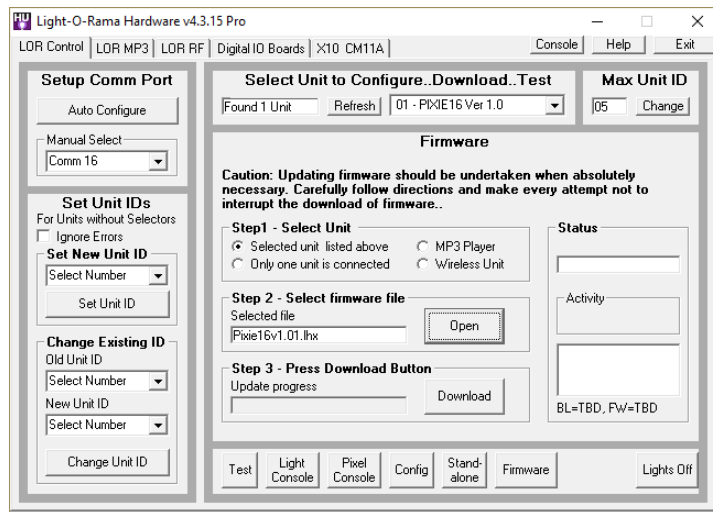 HU Light-O-Rama Hardware v4.3.15 Pro
LOR Control LOR MP3 LOR RF Digital IO Boards X10 CM11A Console Help Exit
Setup Comm Port
Auto Configure
Manual Select
Comm 16
Set Unit IDs
For Units without Selectors
Ignore Errors
Set New Unit ID
Select Number
Set Unit ID
Change Existing ID
Old Unit ID
Select Number
New Unit ID
Select Number
Change Unit ID
Select Unit to Configure..Download..Test
Found 1 Unit Refresh 01 - PIXIE16 Ver 1.0
Max Unit ID
05 Change
Firmware
Caution: Updating firmware should be undertaken when absolutely
necessary. Carefully follow directions and make every attempt not to
interrupt the download of firmware..
Step1 - Select Unit
Selected unit listed above MP3 Player
Only one unit is connected Wireless Unit
Step 2 - Select firmware file
Selected file
Pixie16v1.01.lhx
Open
Step 3 - Press Download Button
Update progress
Download
Status
Activity
BL=TBD, FW=TBD
Test Light Console Pixel Console Config Stand-alone Firmware Lights Off